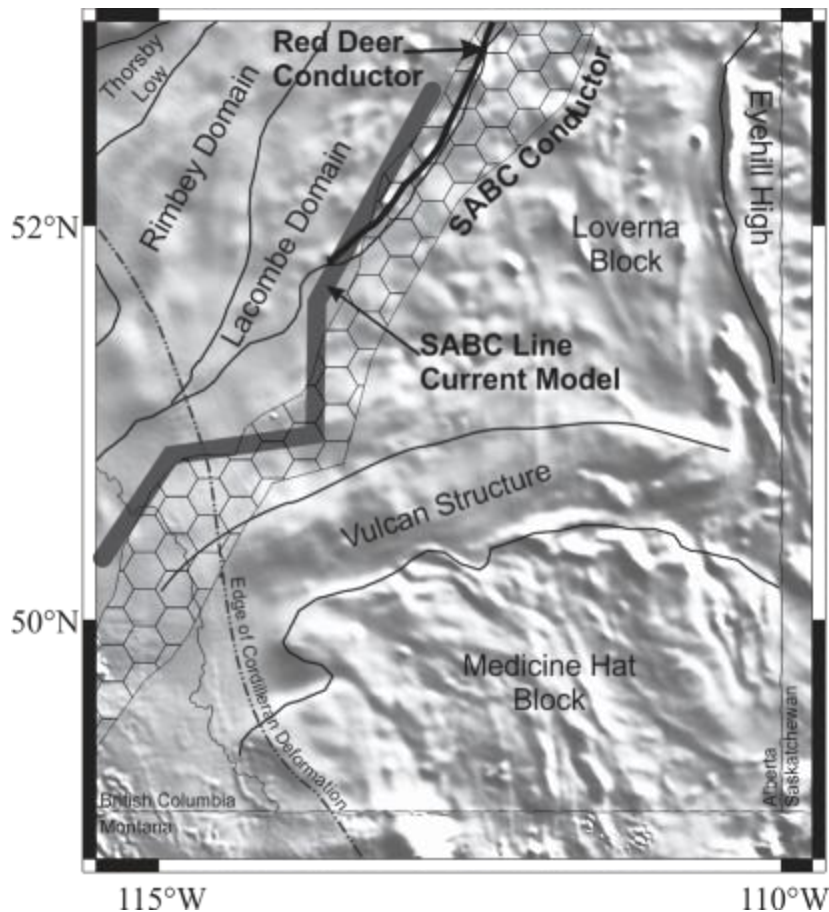 Red Deer
Conductor
Thorsby
Low
Rimbey Domain
SABC Conductor
Eyehill High
52°N
Lacombe Domain
Loverna
Block
SABC Line
Current Model
Vulcan Structure
50°N
Edge of Cordilleran Deformation
Medicine Hat
Block
Alberta
Saskatchewan
British Columbia
Montana
115°W
110°W